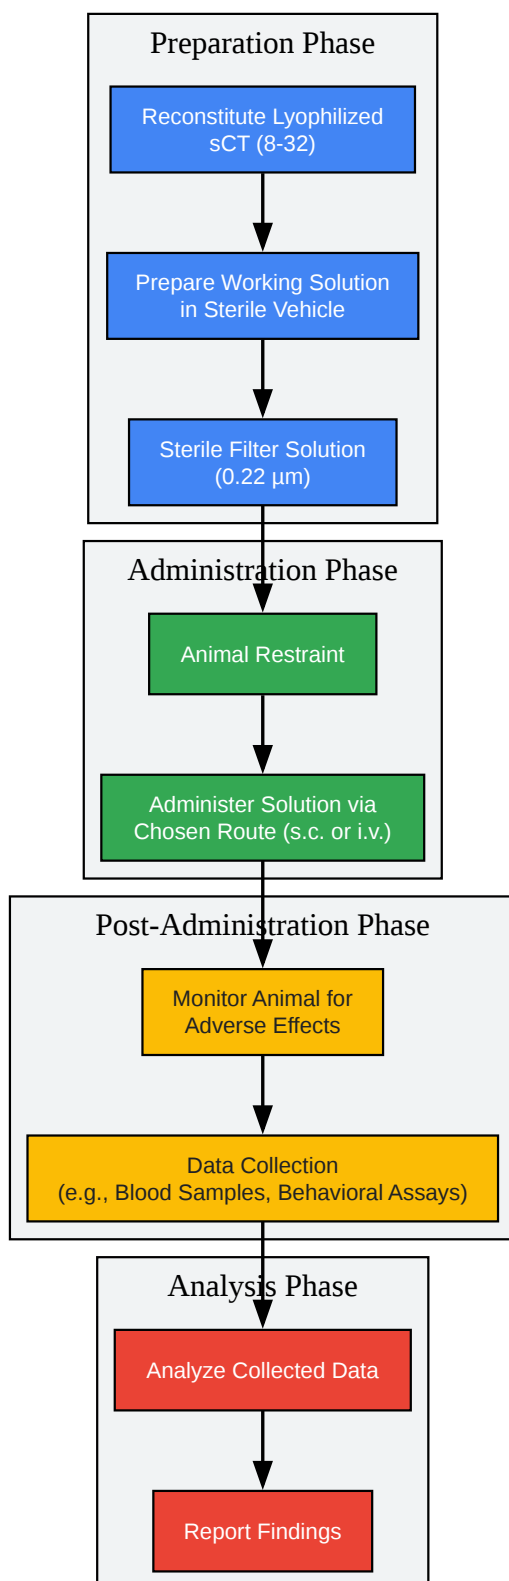 Preparation Phase
Reconstitute Lyophilized
sCT (8-32)
Prepare Working Solution
in Sterile Vehicle
Sterile Filter Solution
(0.22 µm)
Administration Phase
Animal Restraint
Administer Solution via
Chosen Route (s.c. or i.v.)
Post-Administration Phase
Monitor Animal for
Adverse Effects
Data Collection
(e.g., Blood Samples, Behavioral Assays)
Analysis Phase
Analyze Collected Data
Report Findings